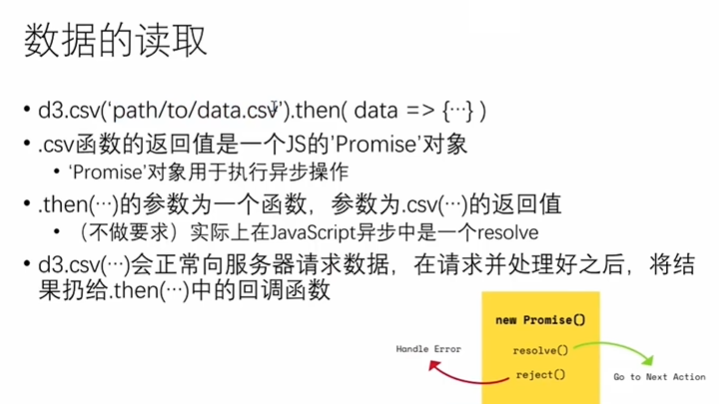 数据的读取
• d3.csv(‘path/to/data.csv’).then( data => {…} )
• .csv函数的返回值是一个JS的'Promise'对象
• ‘Promise’对象用于执行异步操作
• .then(…)的参数为一个函数，参数为.csv(…)的返回值
• （不做要求）实际上在JavaScript异步中是一个resolve
• d3.csv(…)会正常向服务器请求数据，在请求并处理好之后，将结
果扔给.then(…)中的回调函数
new Promise()
Handle Error
resolve()
reject()
Go to Next Action